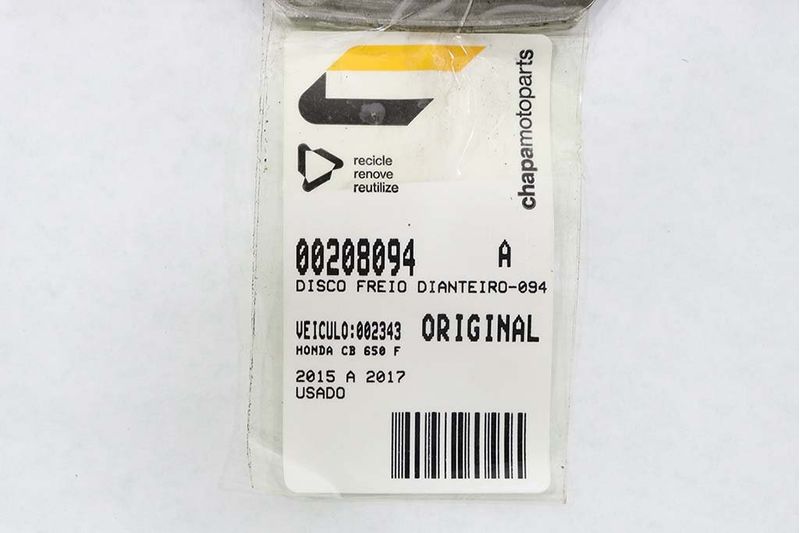 chapamotoparts
recicle
renove
reutilize
00208094 A
DISCO FREIO DIANTEIRO-094
VEICULO:002343 ORIGINAL
HONDA CB 650 F
2015 A 2017
USADO